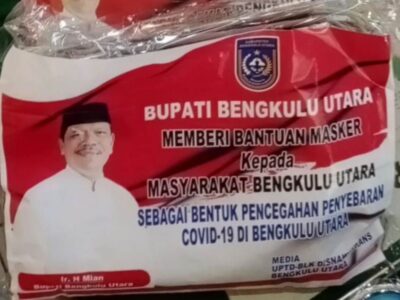 BUPATI BENGKULU UTARA
MEMBERI BANTUAN MASKER
Kepada
MASYARAKAT BENGKULU UTARA
SEBAGAI BENTUK PENCEGAHAN PENYEBARAN
COVID-19 DI BENGKULU UTARA
Ir. H Mian
Bupati Bengkulu Utara
MEDIA
UPTD-BLK DISNAKTRANS
BENGKULU UTARA